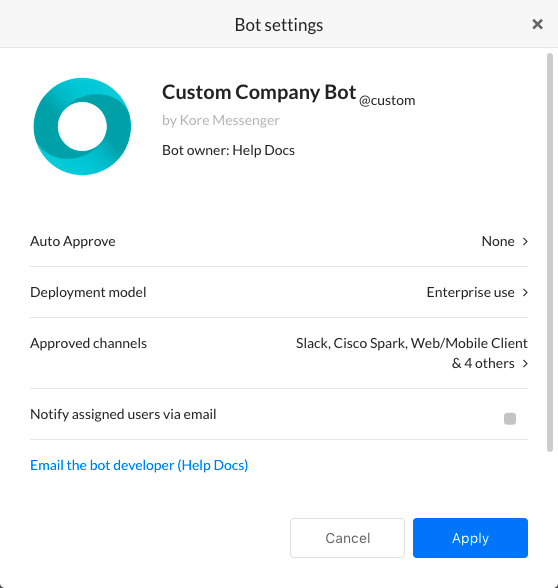 Bot settings
Custom Company Bot @custom
by Kore Messenger
Bot owner: Help Docs
Auto Approve None
Deployment model Enterprise use
Approved channels Slack, Cisco Spark, Web/Mobile Client
& 4 others
Notify assigned users via email
Email the bot developer (Help Docs)
Cancel Apply